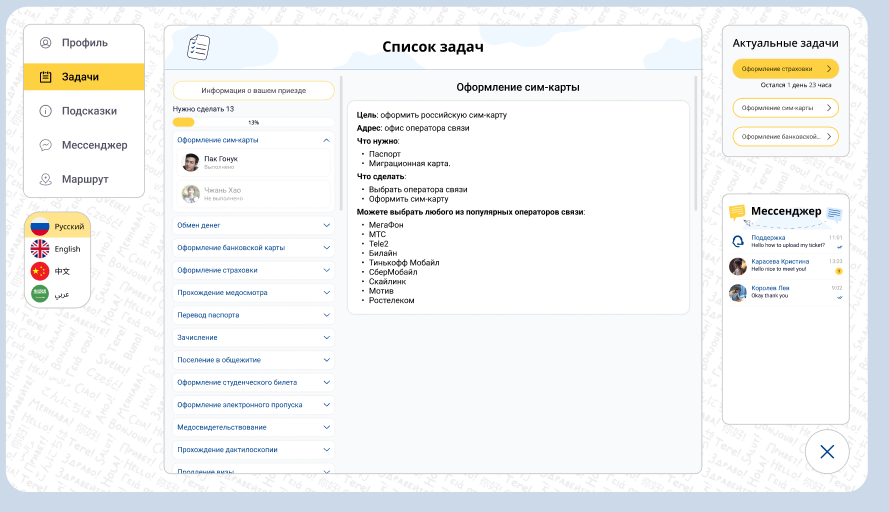 Профиль
Задачи
Подсказки
Мессенджер
Маршрут
Русский
English
中文
عربي
Список задач
Информация о вашем приезде
Нужно сделать 13
13%
Оформление сим-карты
Пак Гонук
Выполнено
Чжань Хао
Не выполнено
Обмен денег
Оформление банковской карты
Оформление страховки
Прохождение медосмотра
Перевод паспорта
Зачисление
Поселение в общежитие
Оформление студенческого билета
Оформление электронного пропуска
Медосвидетельствование
Прохождение дактилоскопии
Продление визы
Оформление сим-карты
Цель: оформить российскую сим-карту
Адрес: офис оператора связи
Что нужно:
• Паспорт
• Миграционная карта.
Что сделать:
• Выбрать оператора связи
• Оформить сим-карту
Можете выбрать любого из популярных операторов связи:
• МегаФон
• МТС
• Tele2
• Билайн
• Тинькофф Мобайл
• СберМобайл
• Скайлинк
• Мотив
• Ростелеком
Актуальные задачи
Оформление страховки
Остался 1 день 23 часа
Оформление сим-карты
Оформление банковской...
Мессенджер
Поддержка
Hello how to upload my ticket?
Карасева Кристина 13:02
Hello nice to meet you!
Королев Лев 9:02
Okay thank you